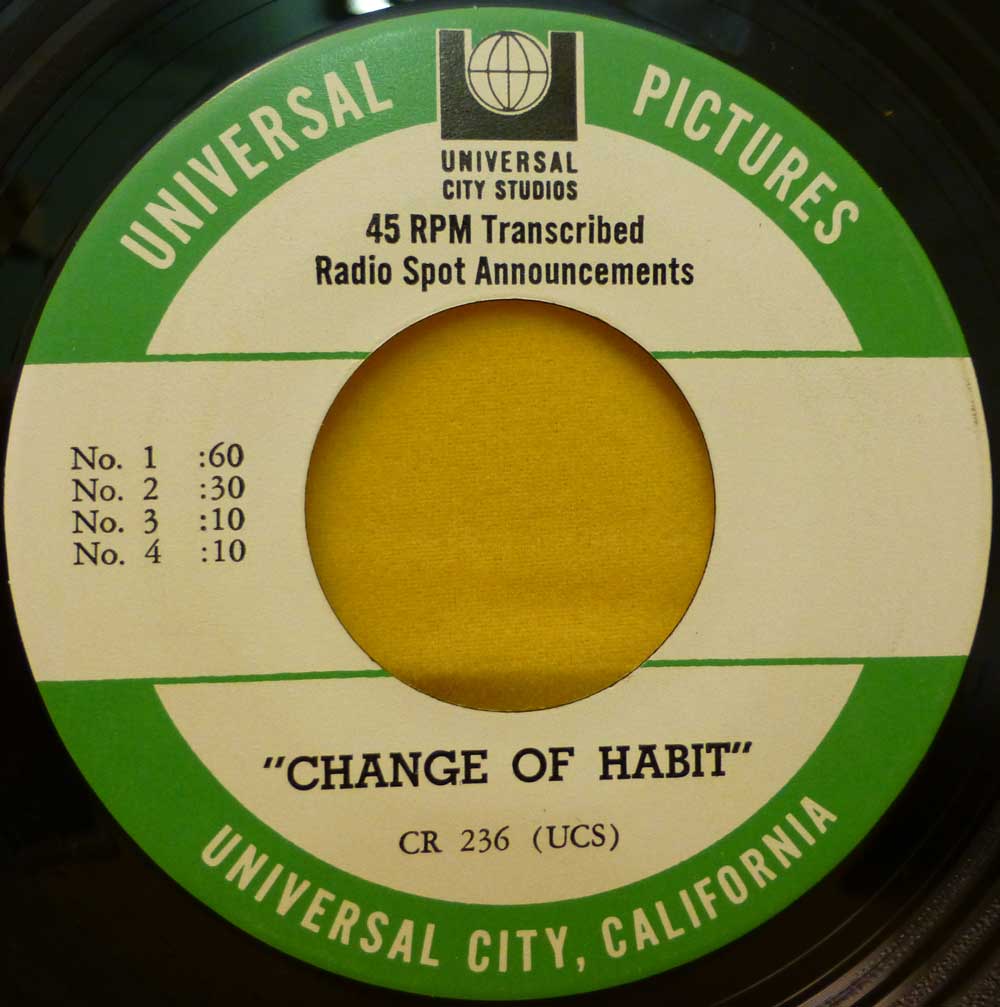 UNIVERSAL PICTURES
UNIVERSAL
CITY STUDIOS
45 RPM Transcribed
Radio Spot Announcements
No. 1 :60
No. 2 :30
No. 3 :10
No. 4 :10
"CHANGE OF HABIT"
CR 236 (UCS)
UNIVERSAL CITY, CALIFORNIA